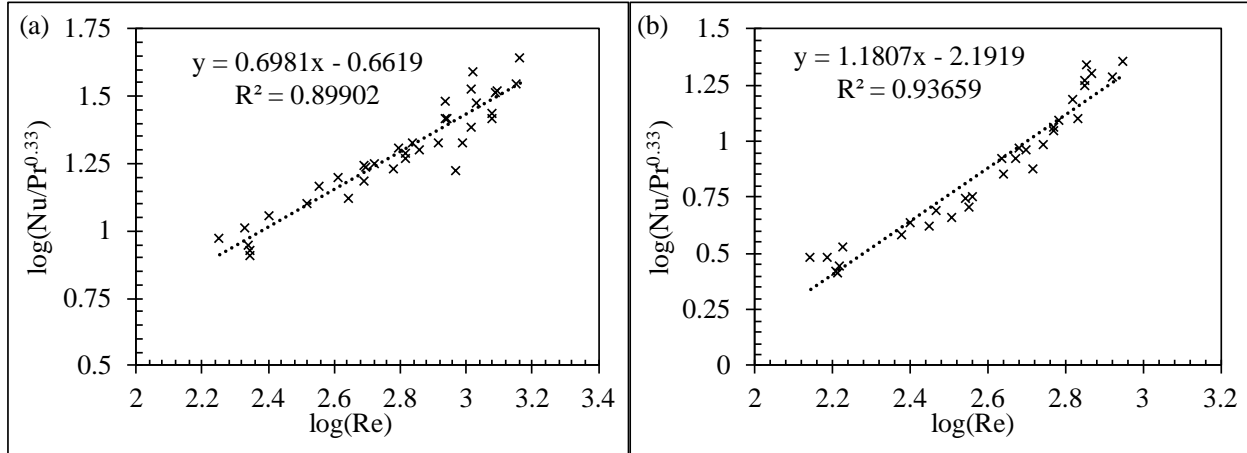 (a)
y = 0.6981x - 0.6619
R² = 0.89902
log(Nu/Pr^0.33)
1.75
1.5
1.25
1
0.75
0.5
2 2.2 2.4 2.6 2.8 3 3.2 3.4
log(Re)
(b)
y = 1.1807x - 2.1919
R² = 0.93659
log(Nu/Pr^0.33)
1.5
1.25
1
0.75
0.5
0.25
0
2 2.2 2.4 2.6 2.8 3 3.2
log(Re)